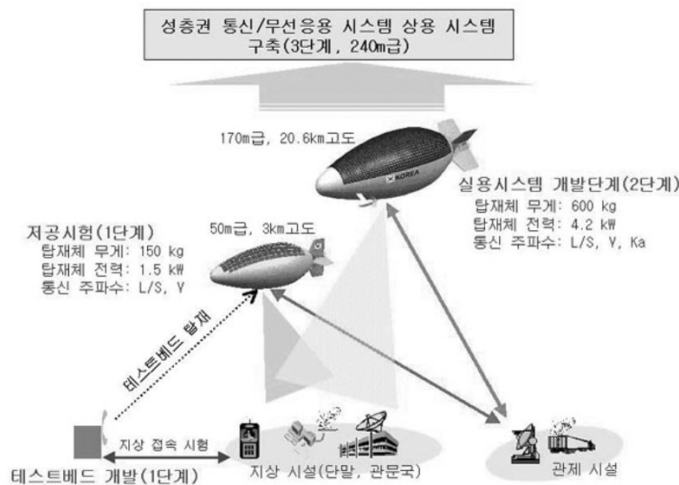 성층권 통신/무선응용 시스템 상용 시스템
구축(3단계, 240m급)
170m급, 20.6km고도
KOREA
실용시스템 개발단계(2단계)
탑재체 무게: 600 kg
탑재체 전력: 4.2 kW
통신 주파수: L/S, V, Ka
저공시험(1단계)
탑재체 무게: 150 kg
탑재체 전력: 1.5 kW
통신 주파수: L/S, V
50m급, 3km고도
테스트베드 탑재
지상 접속 시험
테스트베드 개발(1단계)
지상 시설(단말, 관문국)
관제 시설